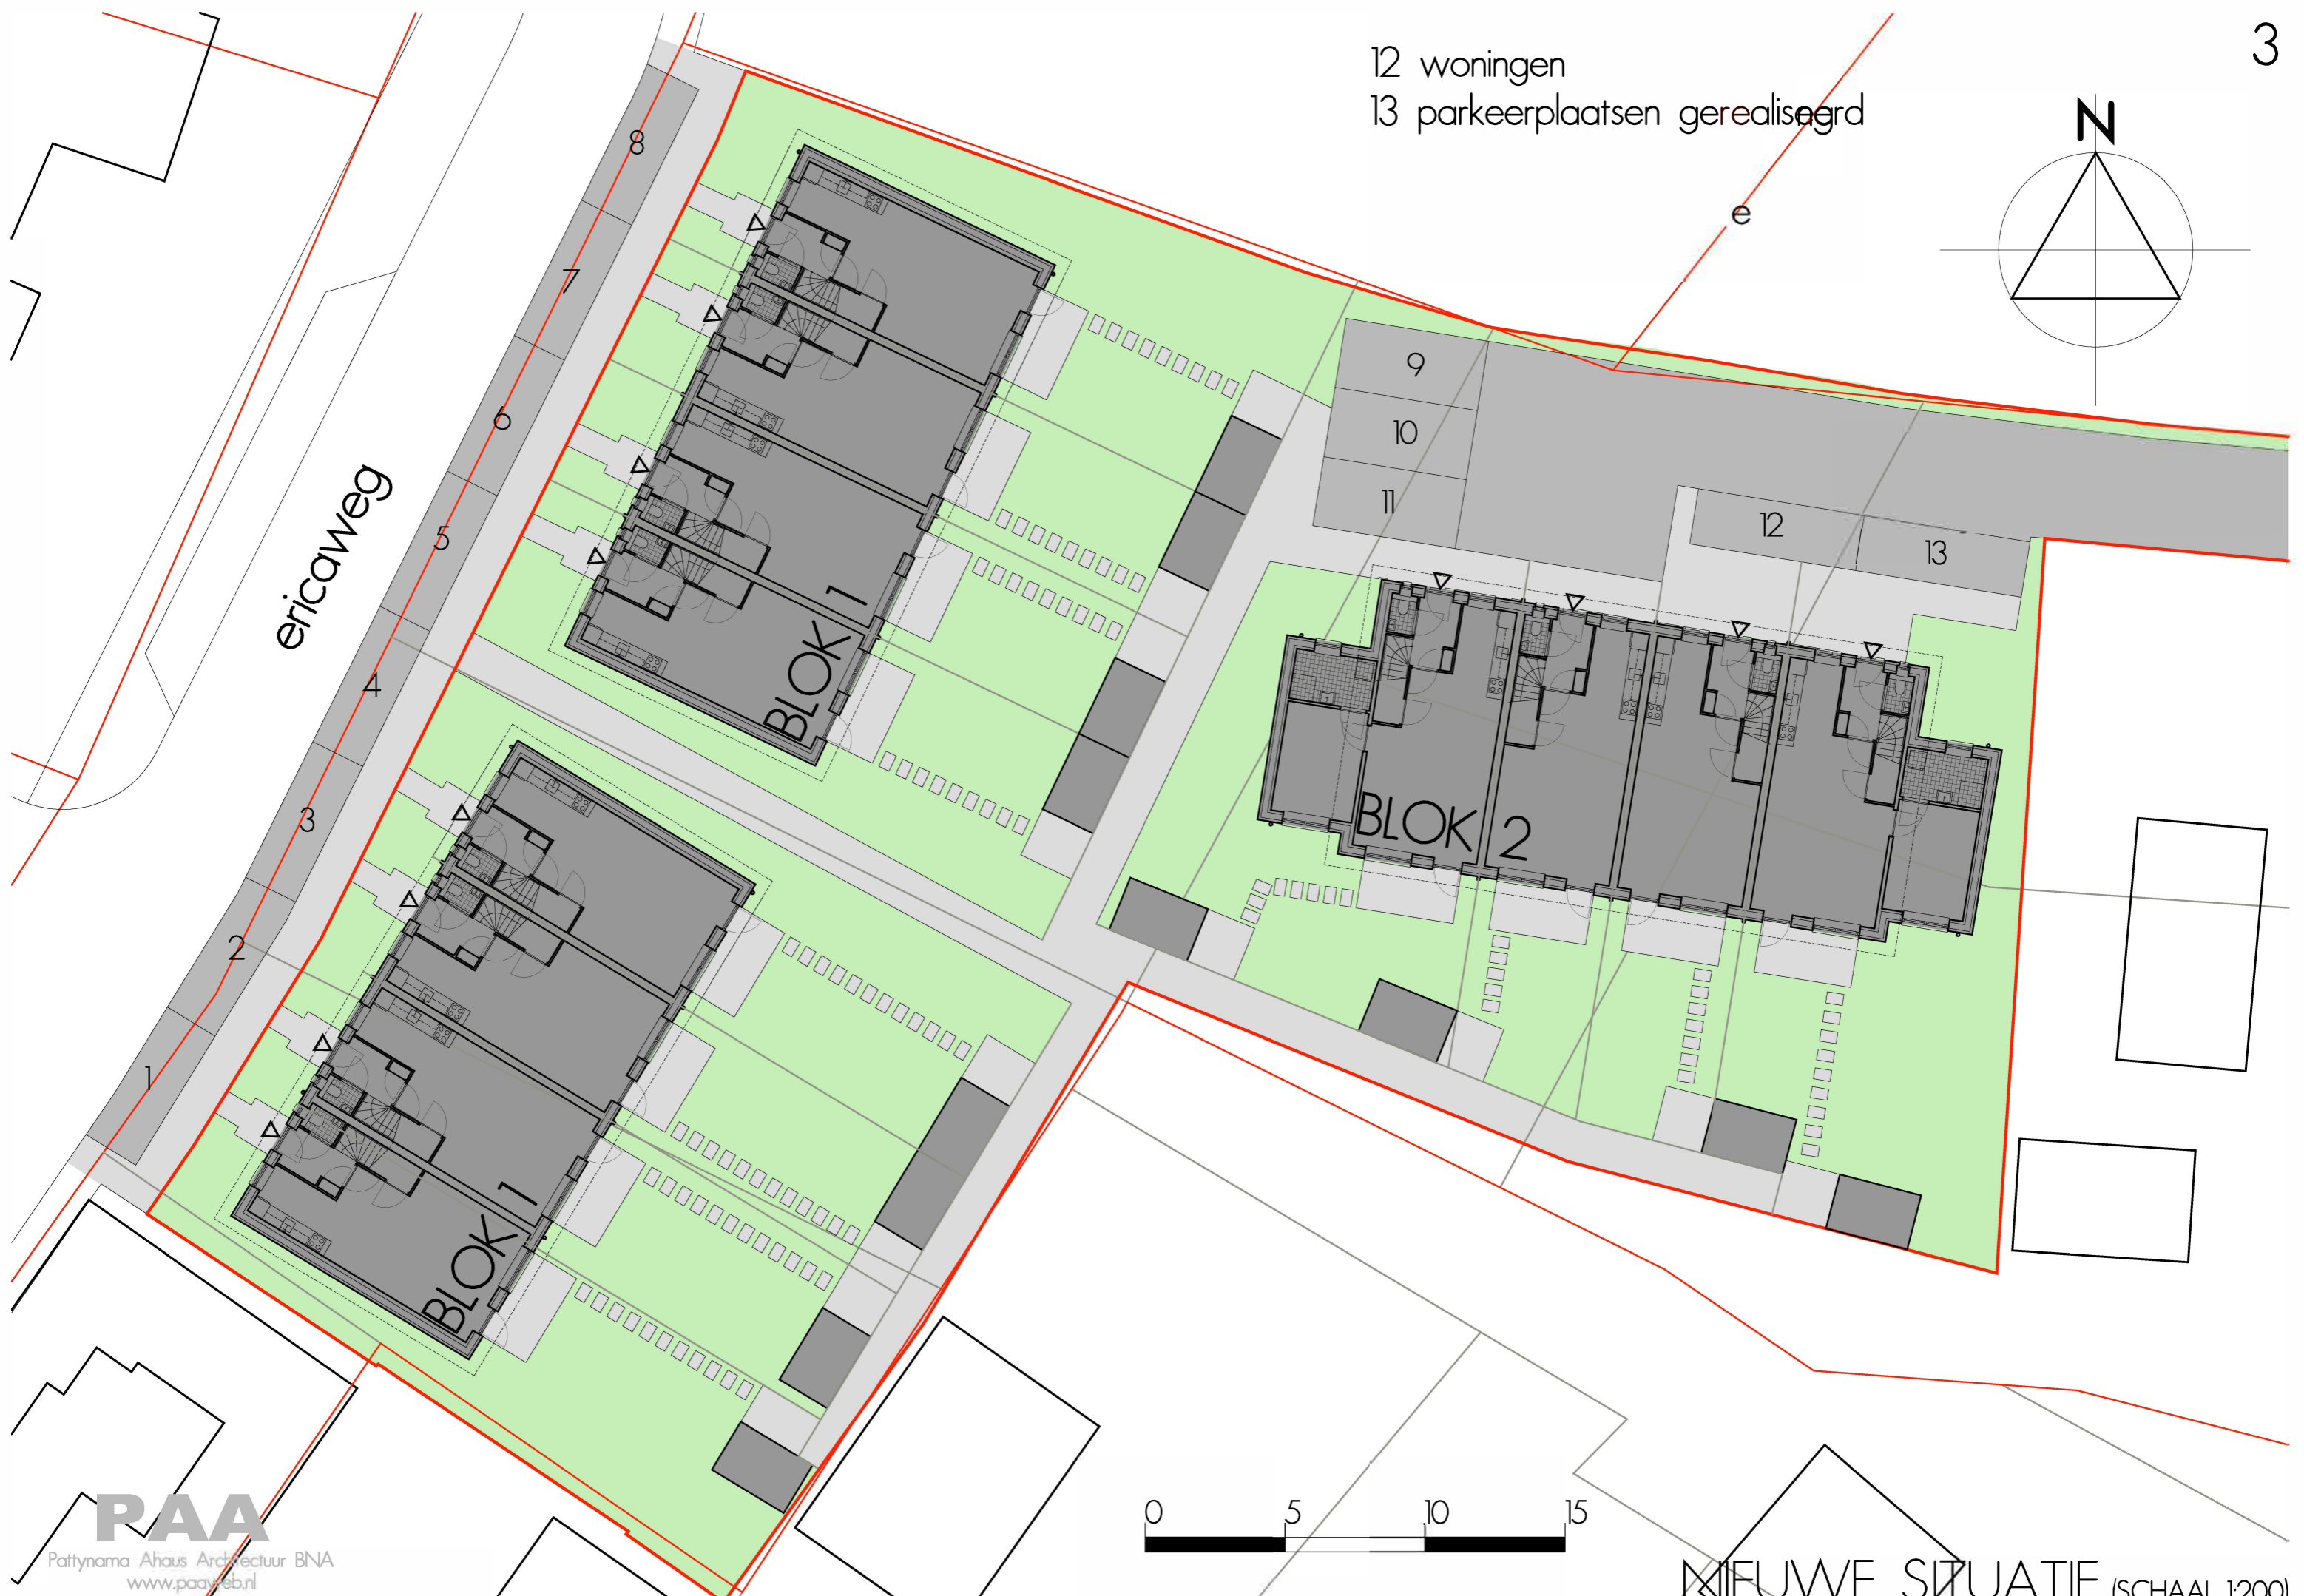 3
12 woningen
13 parkeerplaatsen gerealiseerd
N
e
8
7
6
5
4
3
2
1
9
10
11
12
13
ericaweg
BLOK 1
BLOK 2
BLOK 1
0 5 10 15
PAA
Pattynama Ahaus Architectuur BNA
www.paaweb.nl
NIEUWE SITUATIE (SCHAAL 1:200)